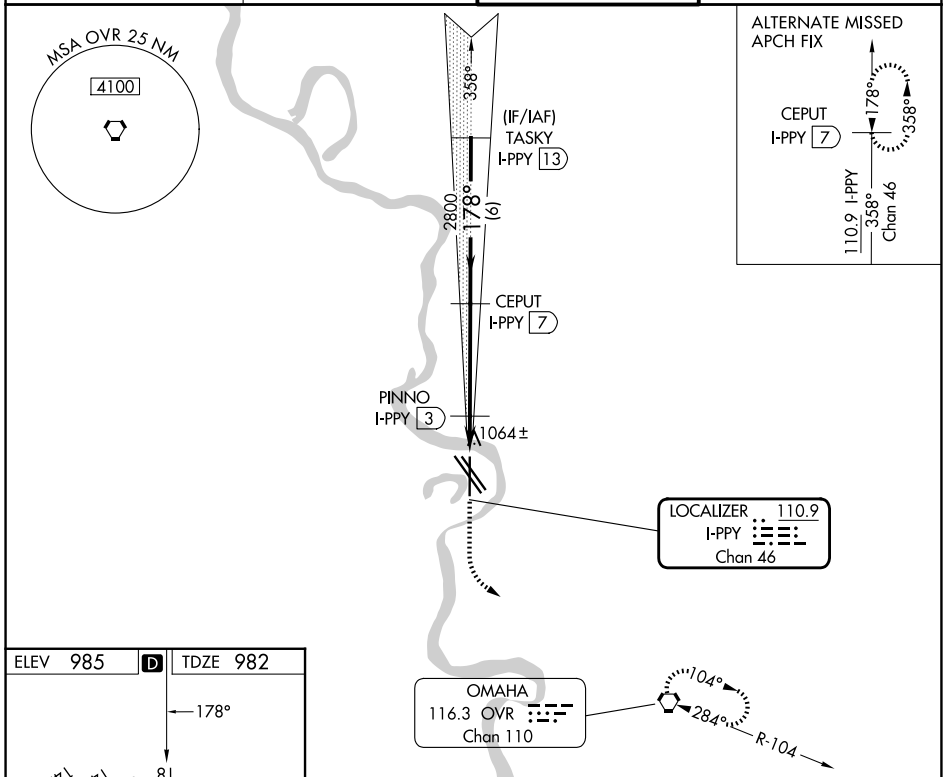 MSA OVR 25 NM
4100
358°
(IF/IAF)
TASKY
I-PPY 13
2800
178°
(6)
CEPUT
I-PPY 7
PINNO
I-PPY 3
1064±
ALTERNATE MISSED
APCH FIX
CEPUT
I-PPY 7
178°
358°
110.9 I-PPY
358°
Chan 46
LOCALIZER 110.9
I-PPY
Chan 46
OMAHA
116.3 OVR
Chan 110
104°
284°
R-104
ELEV 985 D TDZE 982
178°
18